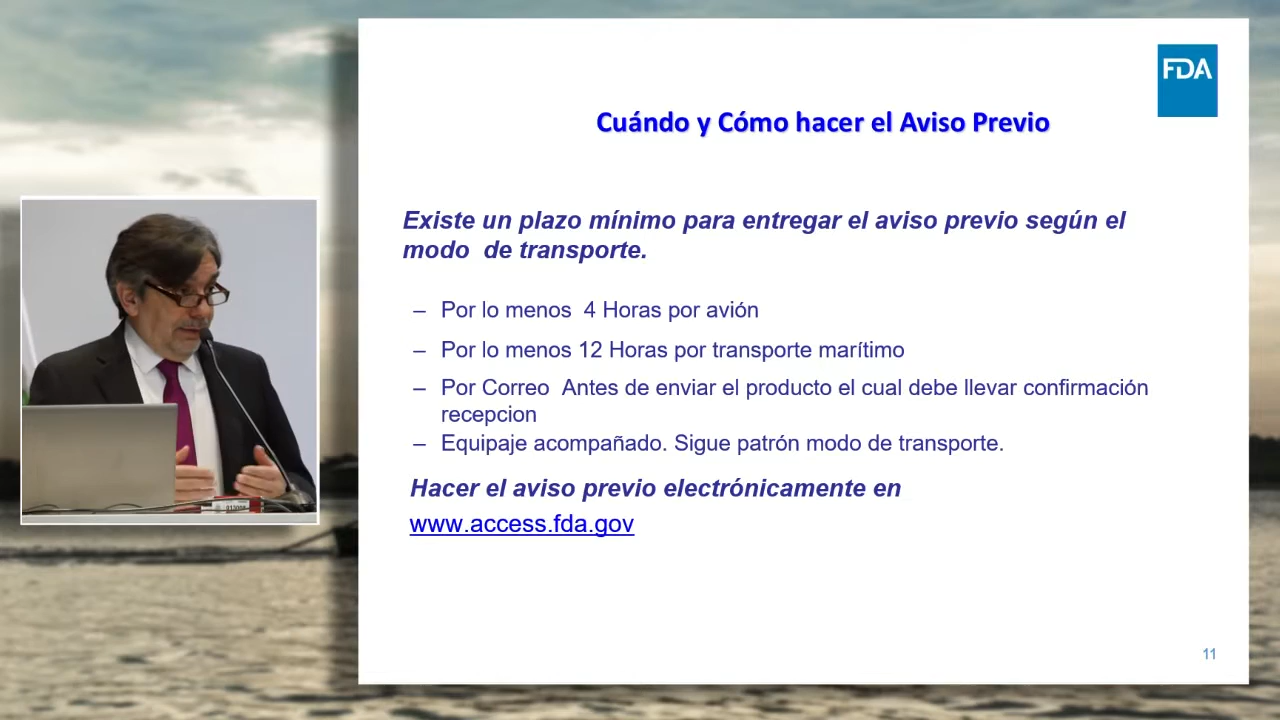 FDA
Cuándo y Cómo hacer el Aviso Previo
Existe un plazo mínimo para entregar el aviso previo según el
modo  de transporte.
– Por lo menos  4 Horas por avión
– Por lo menos 12 Horas por transporte marítimo
– Por Correo  Antes de enviar el producto el cual debe llevar confirmación
recepcion
– Equipaje acompañado. Sigue patrón modo de transporte.
Hacer el aviso previo electrónicamente en
www.access.fda.gov
11